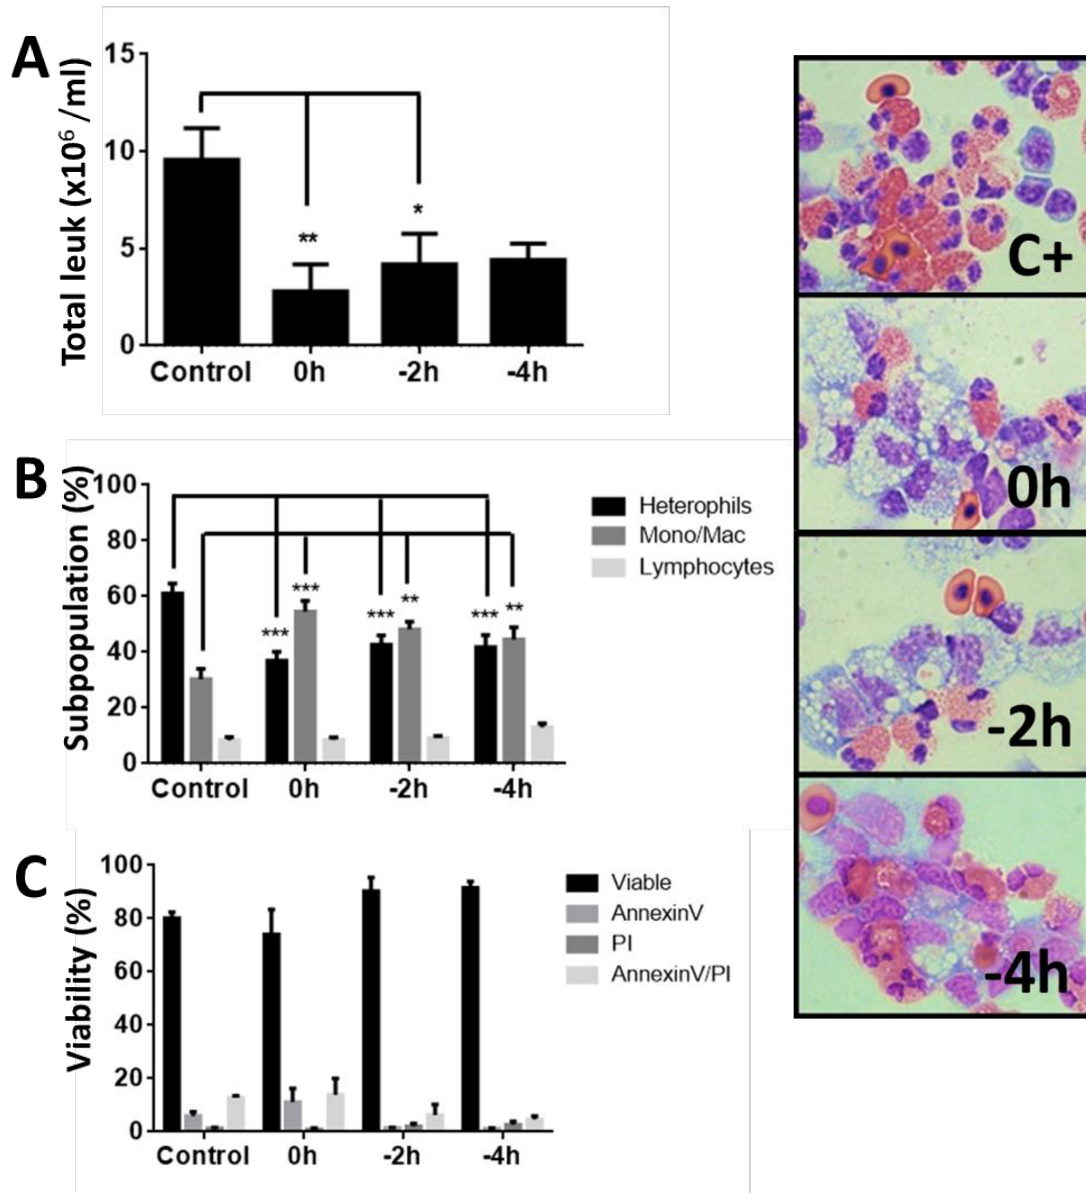 A
Total leuk (x10⁶ /ml)
15
10
5
0
**
*
Control 0h -2h -4h
B
Subpopulation (%)
100
80
60
40
20
0
*** *** *** ** *** **
Heterophils
Mono/Mac
Lymphocytes
Control 0h -2h -4h
C
Viability (%)
100
80
60
40
20
0
Viable
AnnexinV
PI
AnnexinV/PI
Control 0h -2h -4h
C+
0h
-2h
-4h